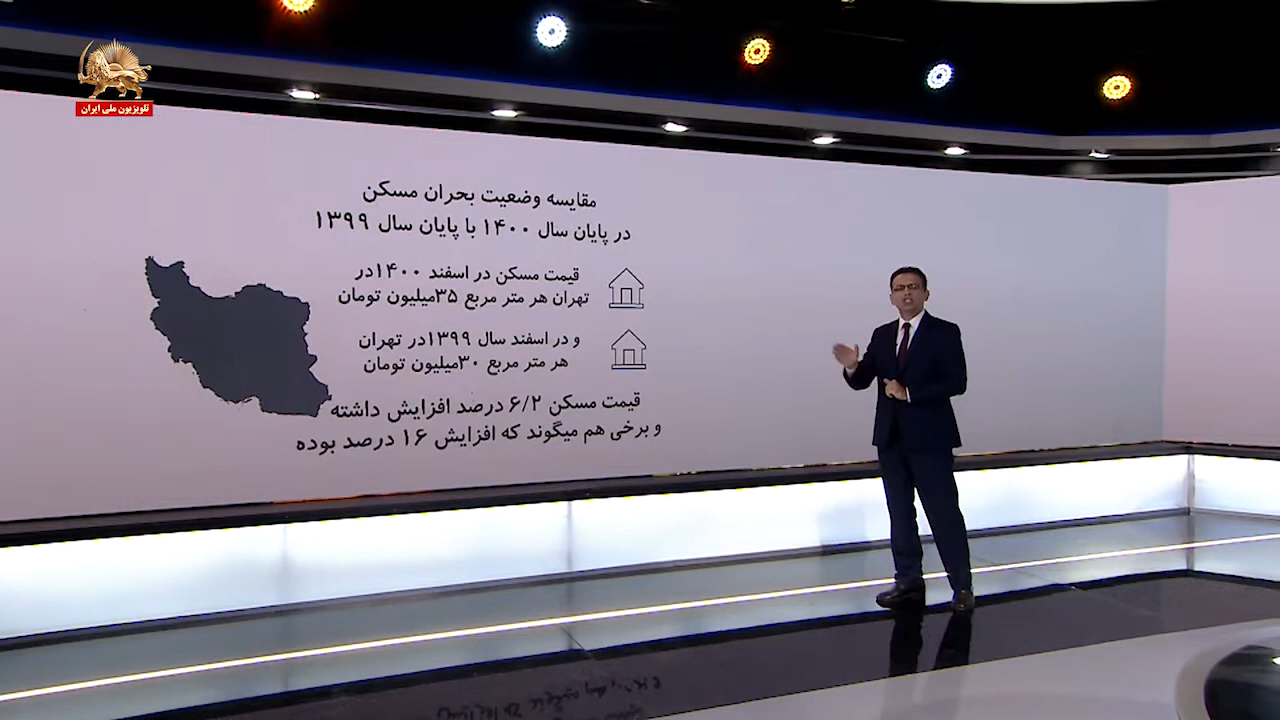 تلویزیون ملی ایران
مقایسه وضعیت بحران مسکن
در پایان سال ۱۴۰۰ با پایان سال ۱۳۹۹
قیمت مسکن در اسفند ۱۴۰۰در
تهران هر متر مربع ۳۵میلیون تومان
و در اسفند سال ۱۳۹۹در تهران
هر متر مربع ۳۰میلیون تومان
قیمت مسکن ۶/۲ درصد افزایش داشته
و برخی هم میگوند که افزایش ۱۶ درصد بوده